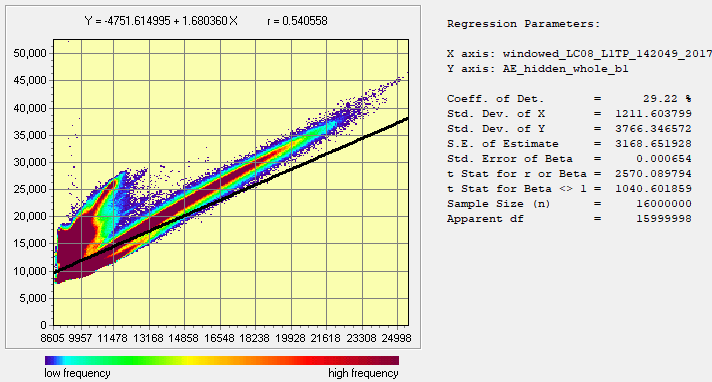 Y = -4751.614995 + 1.680360 X r = 0.540558
50,000
45,000
40,000
35,000
30,000
25,000
20,000
15,000
10,000
5,000
0
8605 9957 11478 13168 14858 16548 18238 19928 21618 23308 24998
low frequency high frequency
Regression Parameters:
X axis: windowed_LC08_L1TP_142049_2017
Y axis: AE_hidden_whole_b1
Coeff. of Det. = 29.22 %
Std. Dev. of X = 1211.603799
Std. Dev. of Y = 3766.346572
S.E. of Estimate = 3168.651928
Std. Error of Beta = 0.000654
t Stat for r or Beta = 2570.089794
t Stat for Beta <> 1 = 1040.601859
Sample Size (n) = 16000000
Apparent df = 15999998